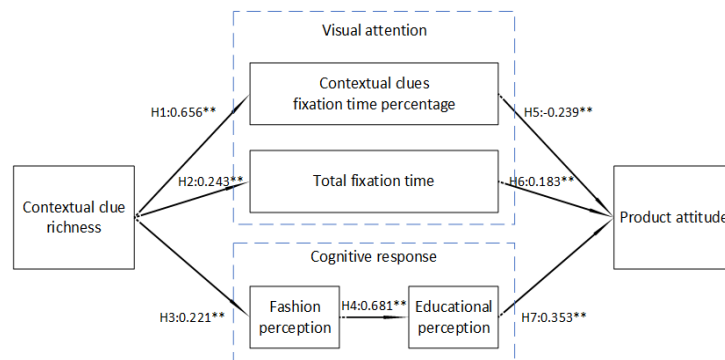 Visual attention
Contextual clues
fixation time percentage
H1:0.656**
H5:-0.239**
H2:0.243**
Total fixation time
H6:0.183**
Contextual clue
richness
Product attitude
Cognitive response
H3:0.221**
Fashion
perception
H4:0.681**
Educational
perception
H7:0.353**